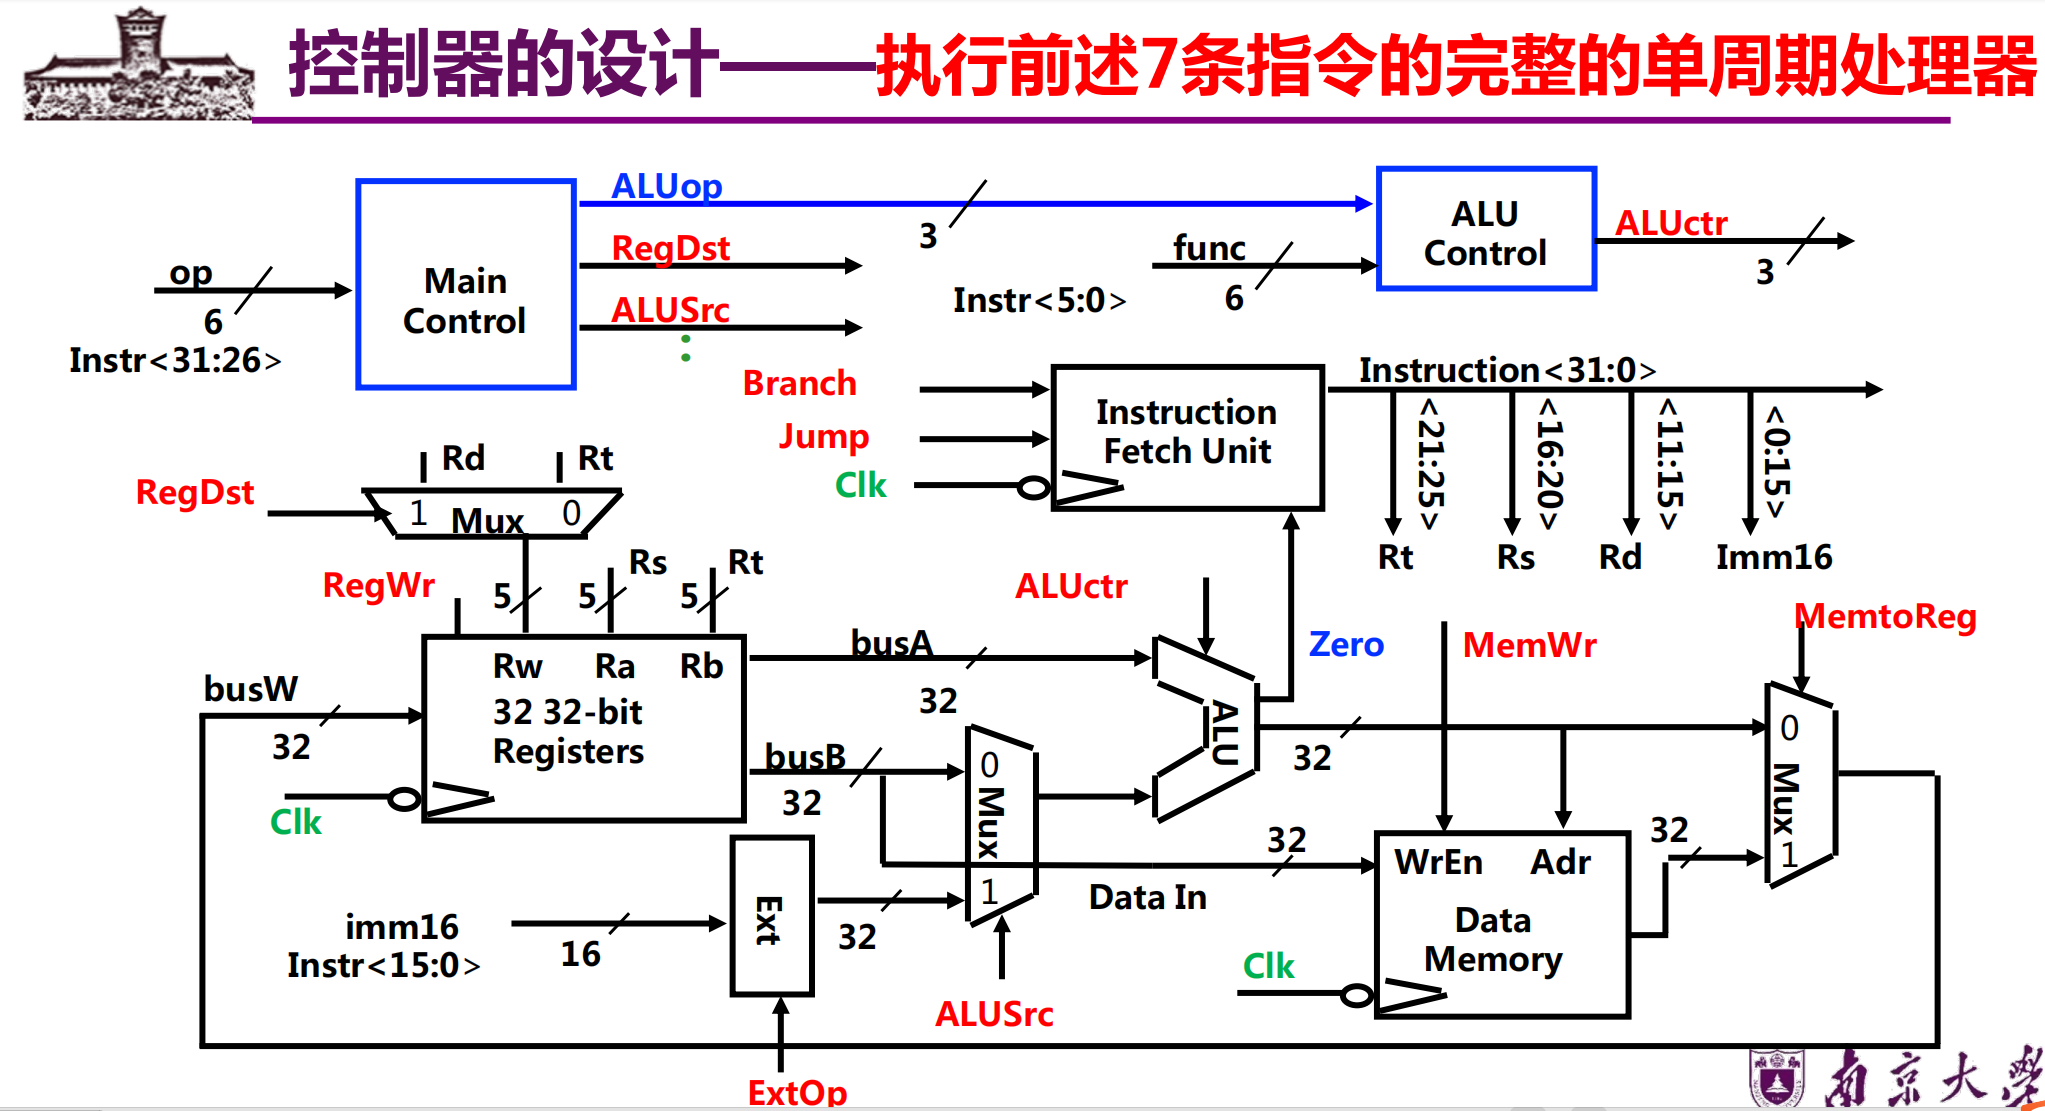 控制器的设计——执行前述7条指令的完整的单周期处理器
ALUop
3
RegDst
ALUSrc
op
6
Instr<31:26>
Main
Control
func
6
Instr<5:0>
ALU
Control
ALUctr
3
Branch
Jump
Clk
Instruction
Fetch Unit
Instruction<31:0>
<21:25>
<16:20>
<11:15>
<0:15>
Rt
Rs
Rd
Imm16
Rd
Rt
RegDst
1
Mux
0
RegWr
5
5
Rs
5
Rt
ALUctr
Zero
MemWr
MemtoReg
busW
32
Rw
Ra
Rb
32 32-bit
Registers
Clk
busA
32
busB
32
0
Mux
1
ALU
32
0
Mux
1
32
Data In
32
WrEn
Adr
Data
Memory
Clk
imm16
Instr<15:0>
16
Ext
32
ALUSrc
ExtOp
南京大学